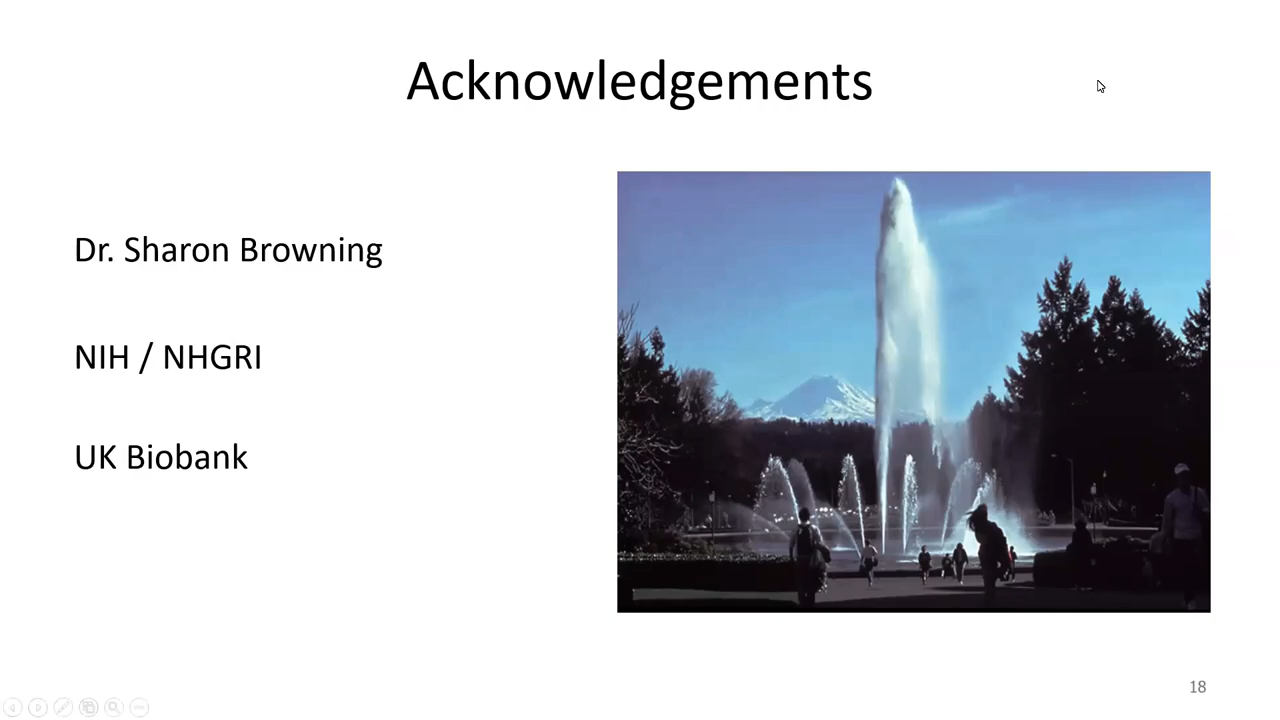 Acknowledgements
Dr. Sharon Browning
NIH / NHGRI
UK Biobank
18